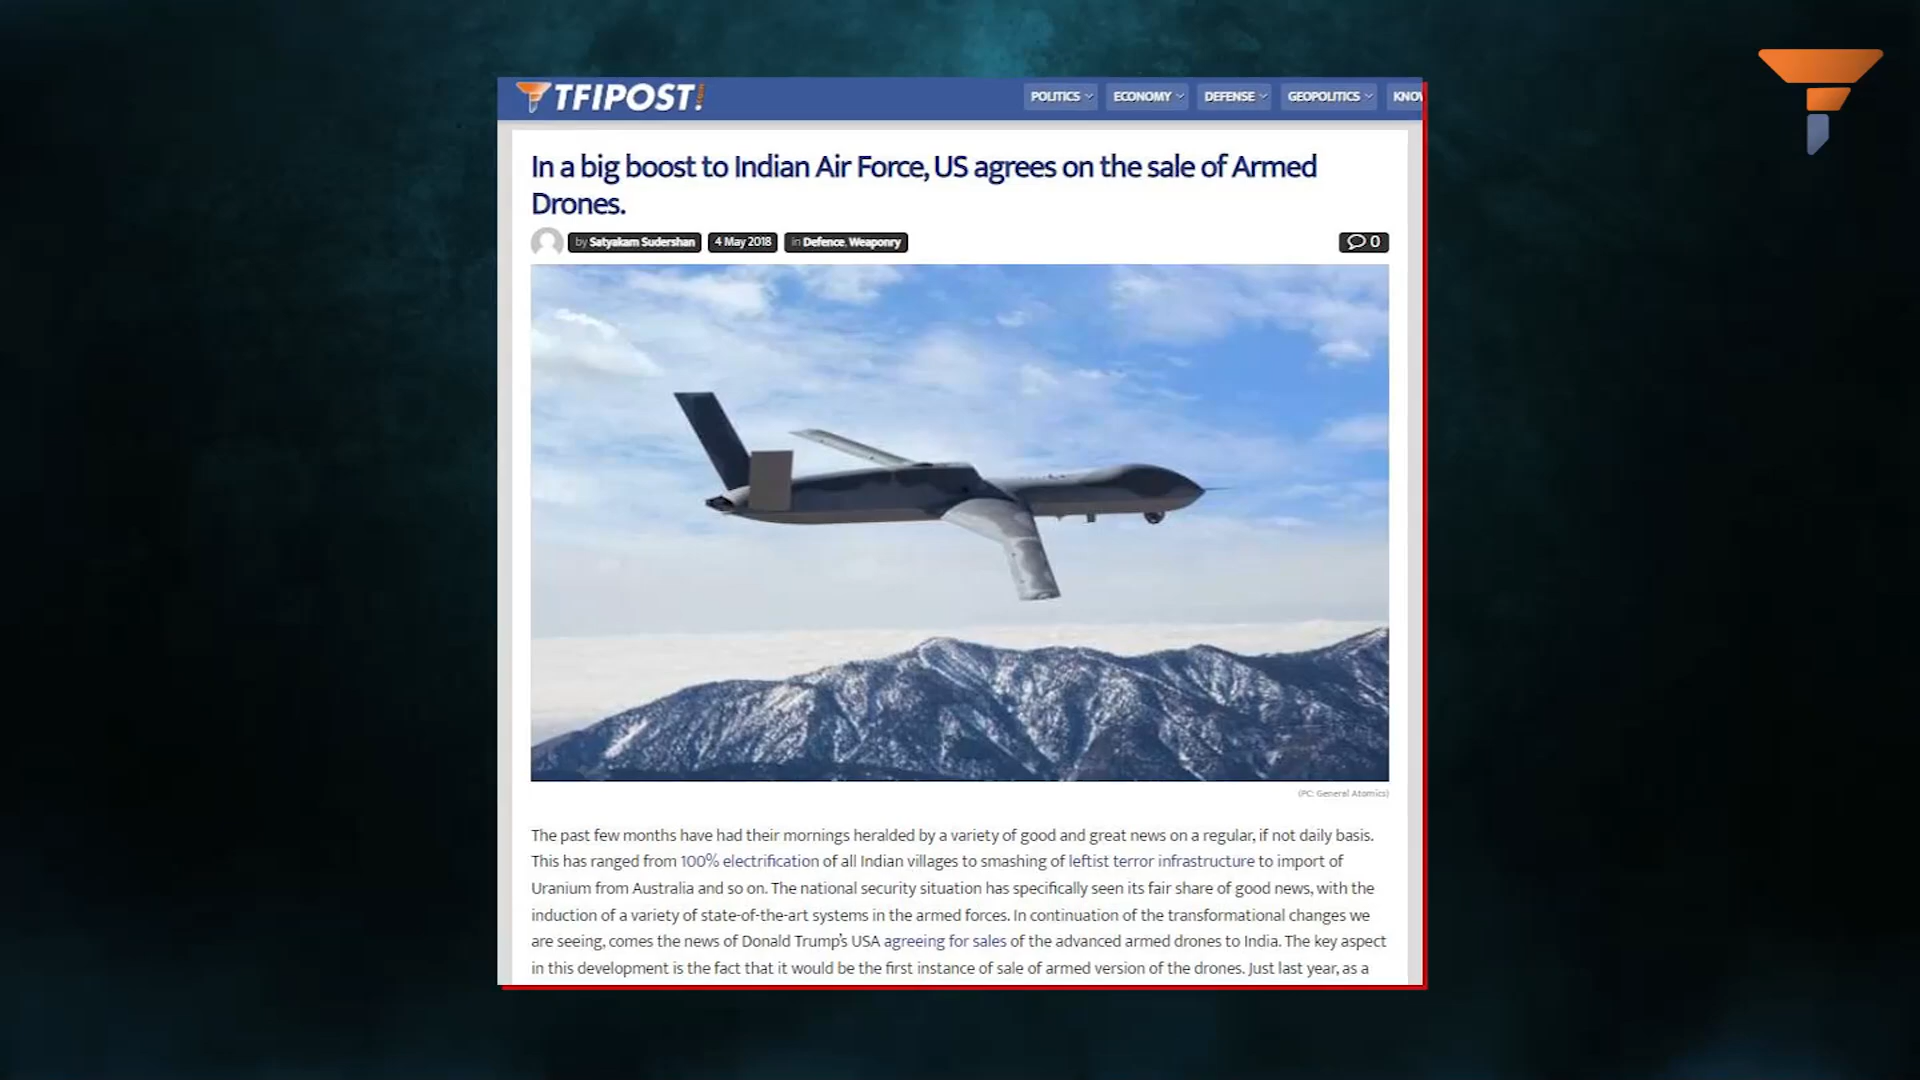 TFIPOST
POLITICS
ECONOMY
DEFENSE
GEOPOLITICS
In a big boost to Indian Air Force, US agrees on the sale of Armed
Drones.
by Satyakam Sudershan
4 May 2018
in Defence, Weaponry
0
(PC: General Atomics)
The past few months have had their mornings heralded by a variety of good and great news on a regular, if not daily basis.
This has ranged from 100% electrification of all Indian villages to smashing of leftist terror infrastructure to import of
Uranium from Australia and so on. The national security situation has specifically seen its fair share of good news, with the
induction of a variety of state-of-the-art systems in the armed forces. In continuation of the transformational changes we
are seeing, comes the news of Donald Trump's USA agreeing for sales of the advanced armed drones to India. The key aspect
in this development is the fact that it would be the first instance of sale of armed version of the drones. Just last year, as a